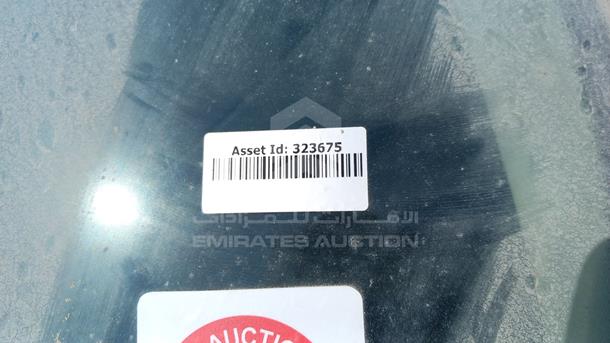 Asset Id: 323675
الإمارات للمزادات
EMIRATES AUCTION